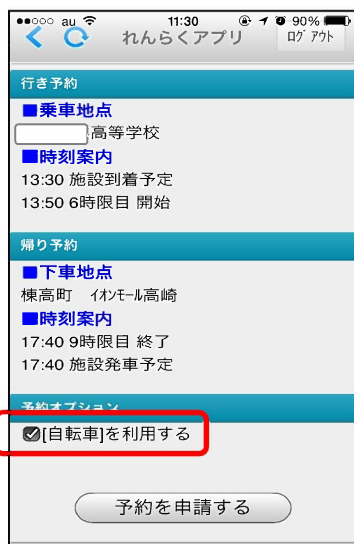 au 11:30 90%
れんらくアプリ ログアウト
行き予約
■乗車地点
高等学校
■時刻案内
13:30 施設到着予定
13:50 6時限目 開始
帰り予約
■下車地点
棟高町 イオンモール高崎
■時刻案内
17:40 9時限目 終了
17:40 施設発車予定
予約オプション
[自転車]を利用する
予約を申請する